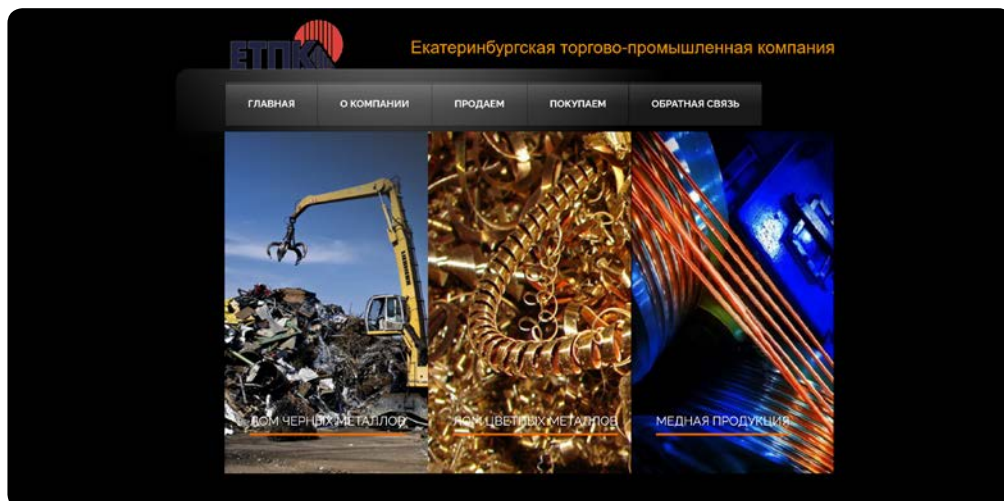 ЕТПК
Екатеринбургская торгово-промышленная компания
ГЛАВНАЯ
О КОМПАНИИ
ПРОДАЕМ
ПОКУПАЕМ
ОБРАТНАЯ СВЯЗЬ
LIEBHERR
ЛОМ ЧЕРНЫХ МЕТАЛЛОВ
ЛОМ ЦВЕТНЫХ МЕТАЛЛОВ
МЕДНАЯ ПРОДУКЦИЯ